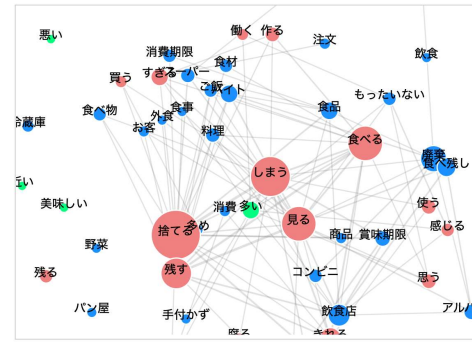 悪い
働く
作る
注文
飲食
消費期限
食材
買う
すぎる
スーパー
ご飯
バイト
もったいない
食品
食べ物
外食
食事
お客
料理
冷蔵庫
食べる
廃棄
食べ残し
しまう
近い
美味しい
消費
多い
見る
使う
感じる
捨てる
多め
商品
賞味期限
野菜
残す
残る
コンビニ
思う
パン屋
手付かず
飲食店